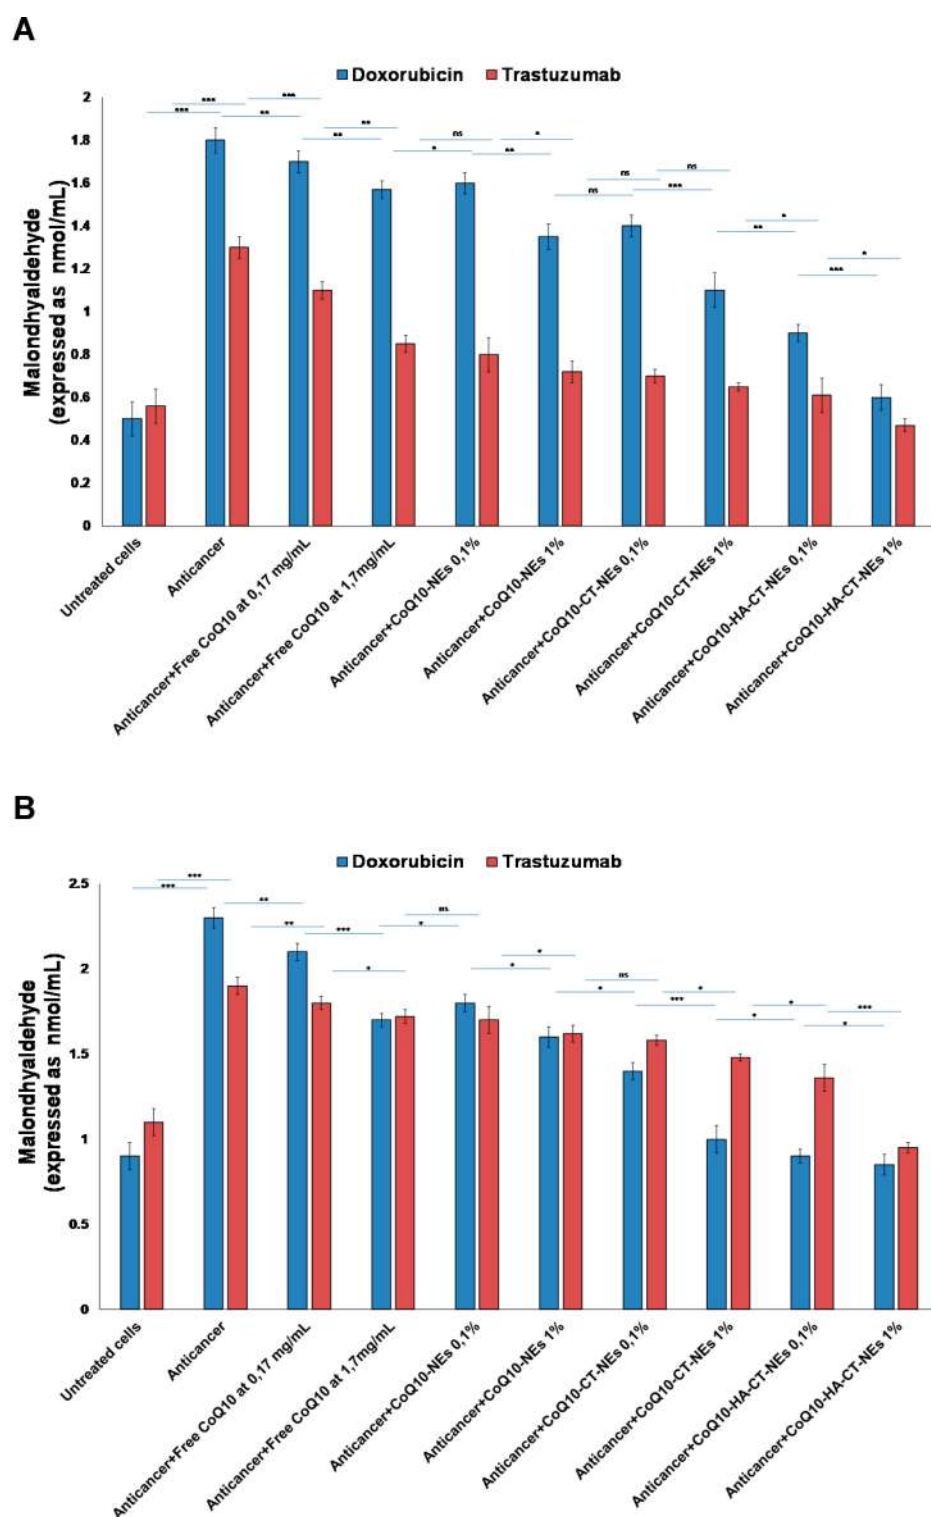 A
Doxorubicin Trastuzumab
Malondhyaldehyde
(expressed as nmol/mL)
2
1.8
1.6
1.4
1.2
1
0.8
0.6
0.4
0.2
0
*** *** *** **
** **
ns *
* **
ns ns
ns ***
* **
* ***
Untreated cells
Anticancer
Anticancer+Free CoQ10 at 0,17 mg/mL
Anticancer+Free CoQ10 at 1,7mg/mL
Anticancer+CoQ10-NEs 0,1%
Anticancer+CoQ10-NEs 1%
Anticancer+CoQ10-CT-NEs 0,1%
Anticancer+CoQ10-CT-NEs 1%
Anticancer+CoQ10-HA-CT-NEs 0,1%
Anticancer+CoQ10-HA-CT-NEs 1%
B
Doxorubicin Trastuzumab
Malondhyaldehyde
(expressed as nmol/mL)
2.5
2
1.5
1
0.5
0
*** ***
** **
*** *
ns *
* *
ns *
* ***
* *
*** *
Untreated cells
Anticancer
Anticancer+Free CoQ10 at 0,17 mg/mL
Anticancer+Free CoQ10 at 1,7mg/mL
Anticancer+CoQ10-NEs 0,1%
Anticancer+CoQ10-NEs 1%
Anticancer+CoQ10-CT-NEs 0,1%
Anticancer+CoQ10-CT-NEs 1%
Anticancer+CoQ10-HA-CT-NEs 0,1%
Anticancer+CoQ10-HA-CT-NEs 1%